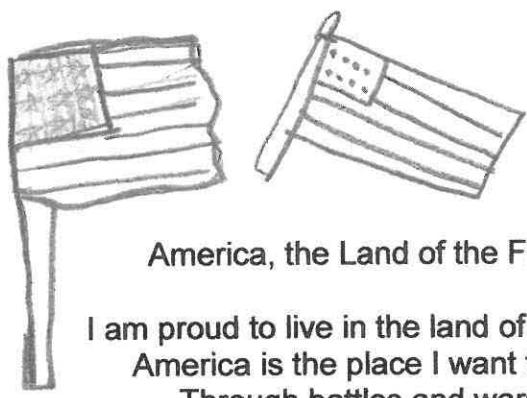 America, the Land of the F
I am proud to live in the land of
America is the place I want
Through battles and war